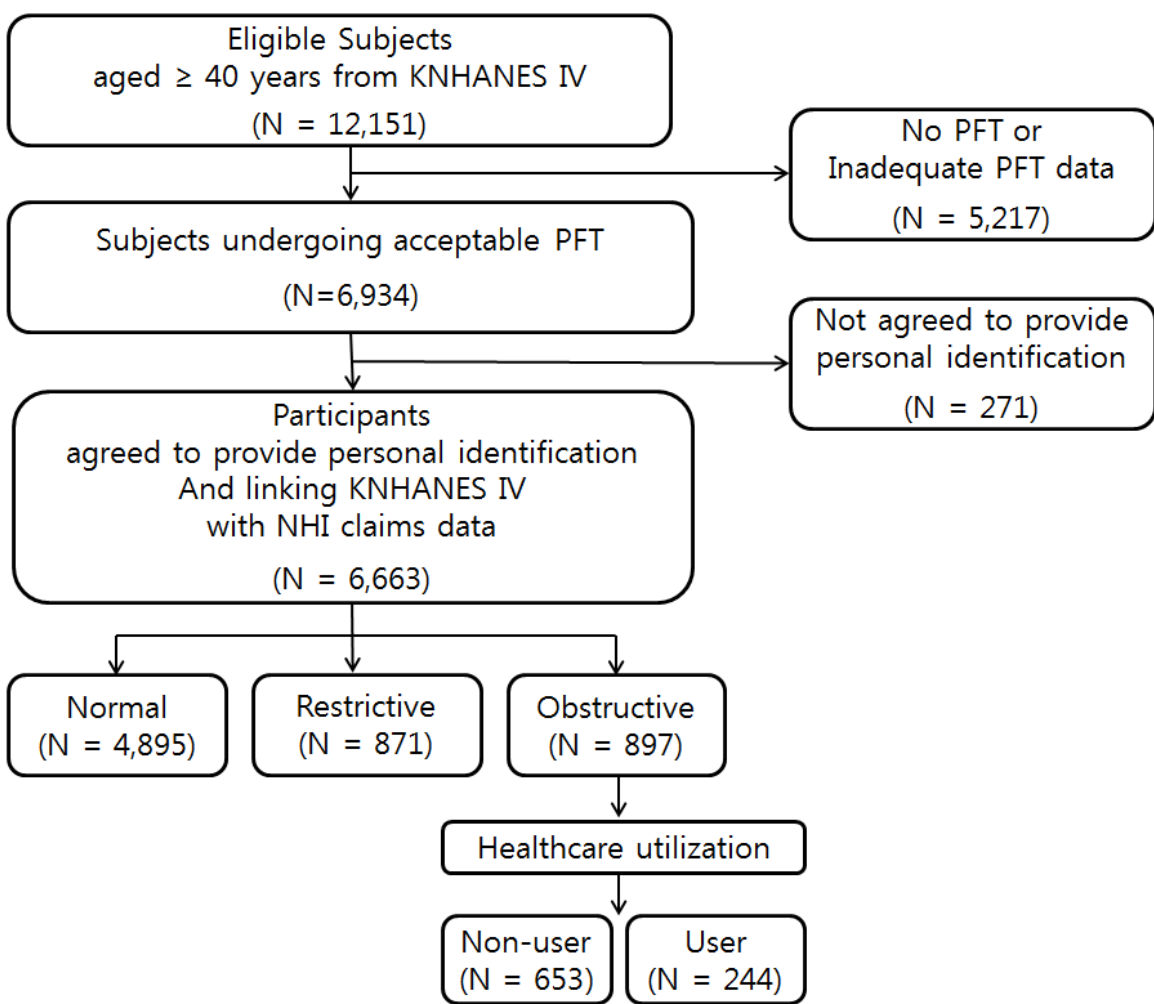 Eligible Subjects
aged ≥ 40 years from KNHANES IV
(N = 12,151)
No PFT or
Inadequate PFT data
(N = 5,217)
Subjects undergoing acceptable PFT
(N=6,934)
Not agreed to provide
personal identification
(N = 271)
Participants
agreed to provide personal identification
And linking KNHANES IV
with NHI claims data
(N = 6,663)
Normal
(N = 4,895)
Restrictive
(N = 871)
Obstructive
(N = 897)
Healthcare utilization
Non-user
(N = 653)
User
(N = 244)